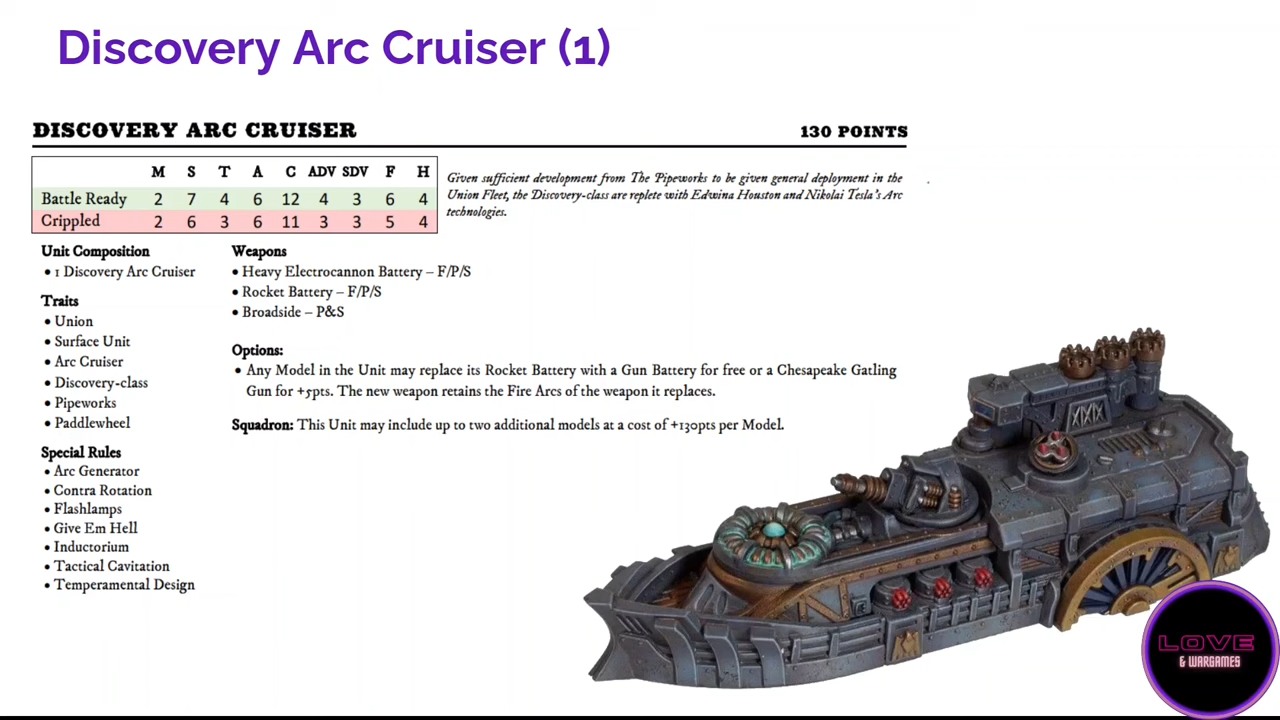 Discovery Arc Cruiser (1)
DISCOVERY ARC CRUISER 130 POINTS
M S T A C ADV SDV F H
Battle Ready 2 7 4 6 12 4 3 6 4
Crippled 2 6 3 6 11 3 3 5 4
Given sufficient development from The Pipeworks to be given general deployment in the
Union Fleet, the Discovery-class are replete with Edwina Houston and Nikolai Tesla's Arc
technologies.
Unit Composition
• 1 Discovery Arc Cruiser
Traits
• Union
• Surface Unit
• Arc Cruiser
• Discovery-class
• Pipeworks
• Paddlewheel
Special Rules
• Arc Generator
• Contra Rotation
• Flashlamps
• Give Em Hell
• Inductorium
• Tactical Cavitation
• Temperamental Design
Weapons
• Heavy Electrocannon Battery – F/P/S
• Rocket Battery – F/P/S
• Broadside – P&S
Options:
• Any Model in the Unit may replace its Rocket Battery with a Gun Battery for free or a Chesapeake Gatling
Gun for +5pts. The new weapon retains the Fire Arcs of the weapon it replaces.
Squadron: This Unit may include up to two additional models at a cost of +130pts per Model.
LOVE
& WARGAMES